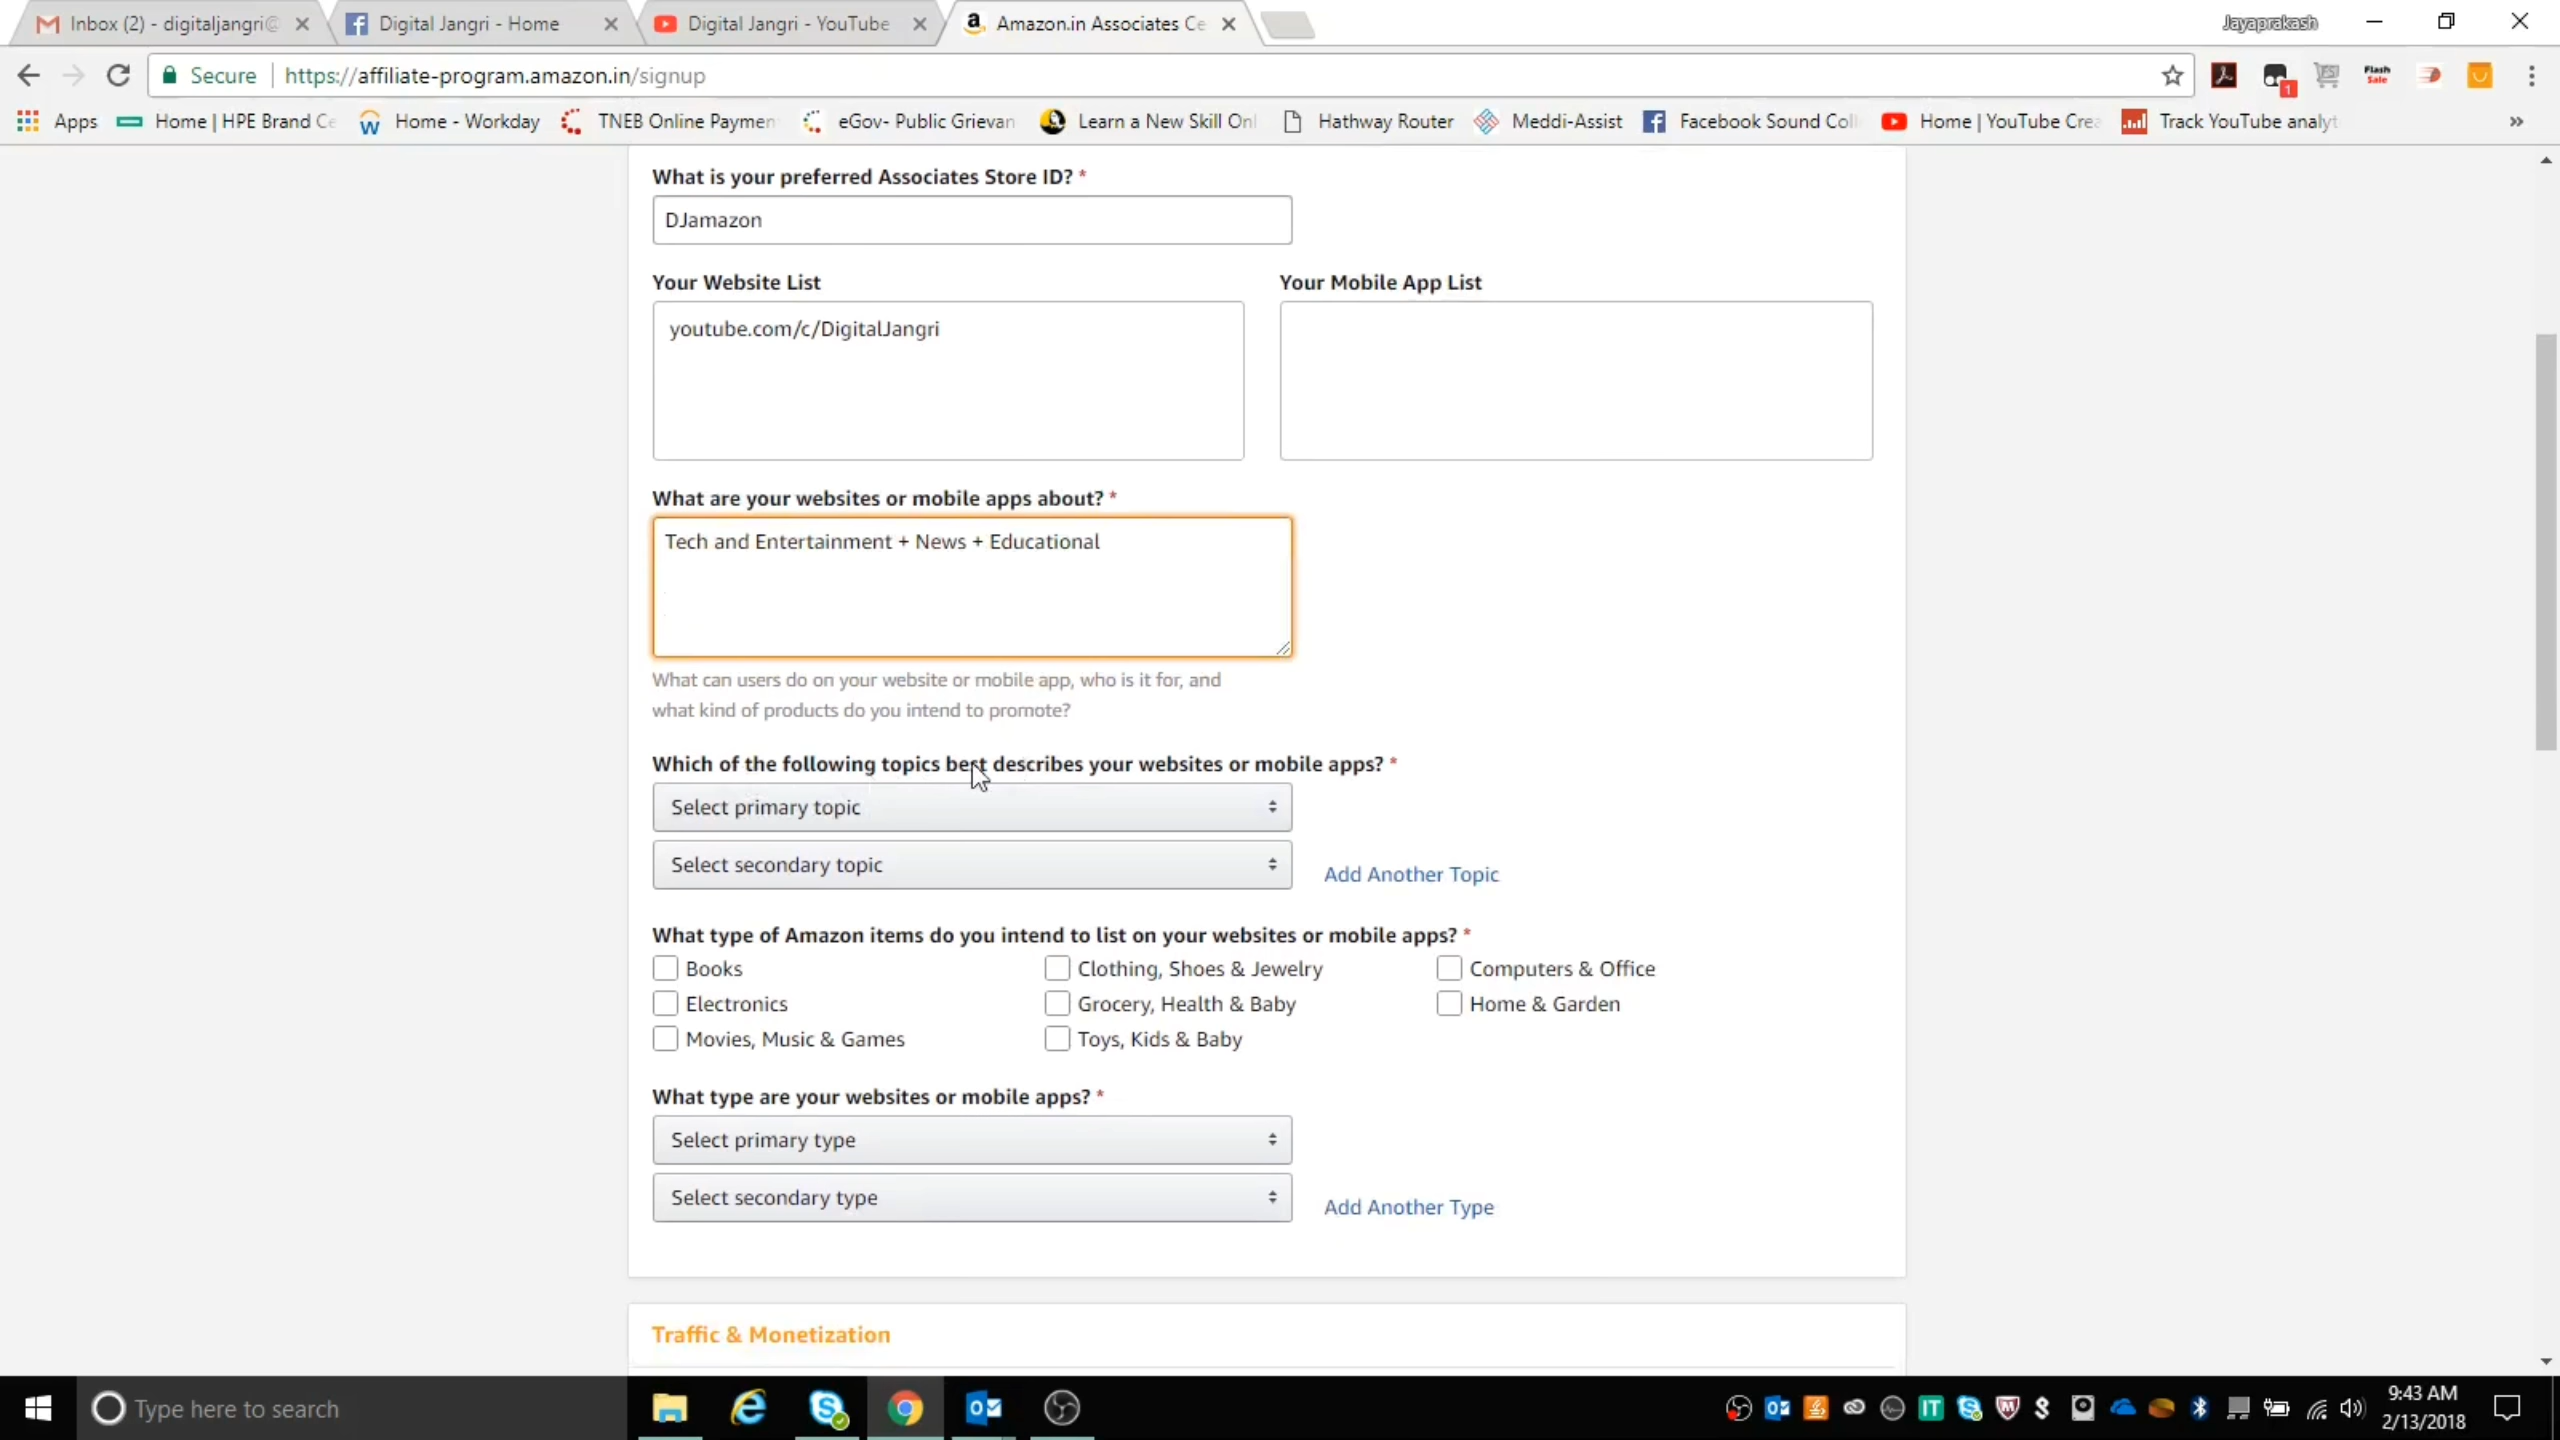 Inbox (2) - digitaljangri@
Digital Jangri - Home
Digital Jangri - YouTube
Amazon.in Associates Ce
Jayaprakash
Secure
https://affiliate-program.amazon.in/signup
Flash Sale
1
Apps
Home | HPE Brand Ce
Home - Workday
TNEB Online Paymen
eGov- Public Grievan
Learn a New Skill Onl
Hathway Router
Meddi-Assist
Facebook Sound Coll
Home | YouTube Crea
Track YouTube analyt
»
What is your preferred Associates Store ID? *
DJamazon
Your Website List
Your Mobile App List
youtube.com/c/DigitalJangri
What are your websites or mobile apps about? *
Tech and Entertainment + News + Educational
What can users do on your website or mobile app, who is it for, and
what kind of products do you intend to promote?
Which of the following topics best describes your websites or mobile apps? *
Select primary topic
Select secondary topic
Add Another Topic
What type of Amazon items do you intend to list on your websites or mobile apps? *
Books
Clothing, Shoes & Jewelry
Computers & Office
Electronics
Grocery, Health & Baby
Home & Garden
Movies, Music & Games
Toys, Kids & Baby
What type are your websites or mobile apps? *
Select primary type
Select secondary type
Add Another Type
Traffic & Monetization
Type here to search
9:43 AM
2/13/2018